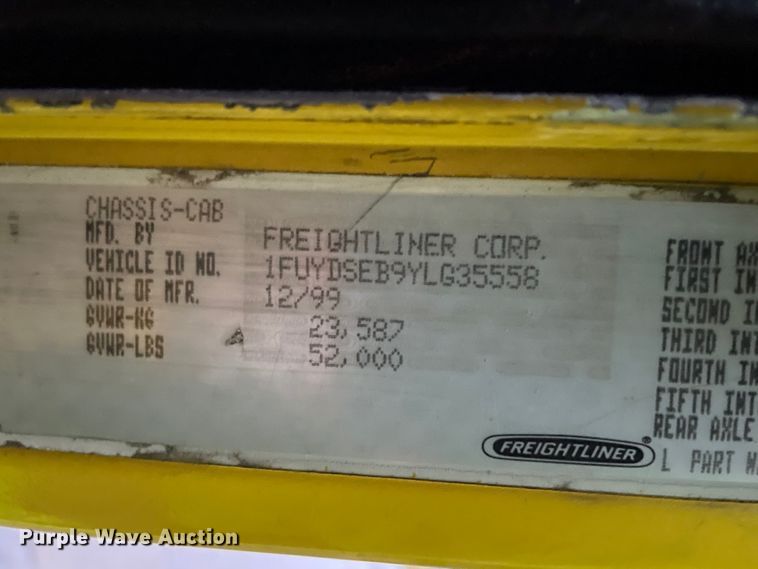 CHASSIS-CAB
MFD. BY FREIGHTLINER CORP.
VEHICLE ID NO. 1FUYDSEB9YLG35558
DATE OF MFR. 12/99
GVWR-KG 23,587
GVWR-LBS 52,000
FRONT AX
FIRST IN
SECOND I
THIRD INT
FOURTH IN
FIFTH INT
REAR AXLE
L PART N
FREIGHTLINER®
Purple Wave Auction